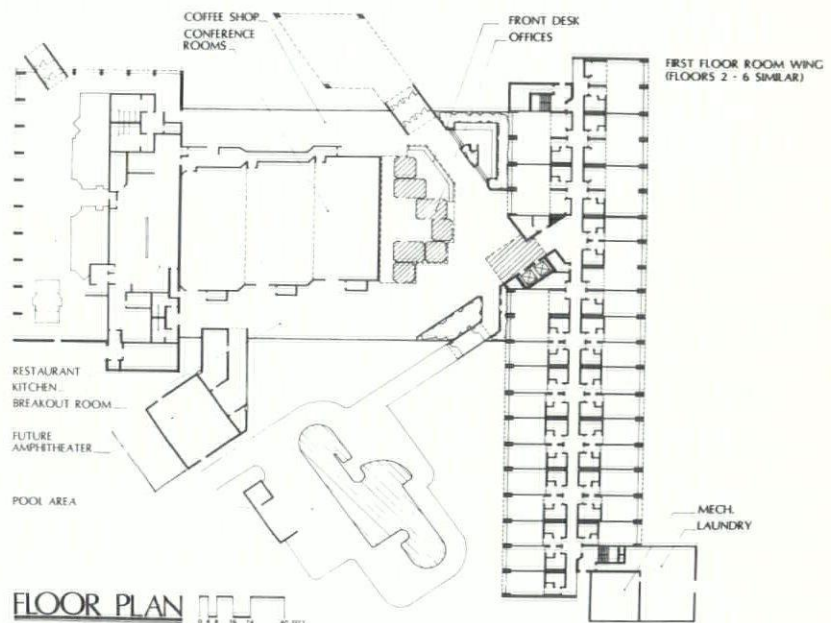 COFFEE SHOP
CONFERENCE
ROOMS
FRONT DESK
OFFICES
FIRST FLOOR ROOM WING
(FLOORS 2 - 6 SIMILAR)
RESTAURANT
KITCHEN
BREAKOUT ROOM
FUTURE
AMPHITHEATER
POOL AREA
MECH.
LAUNDRY
FLOOR PLAN